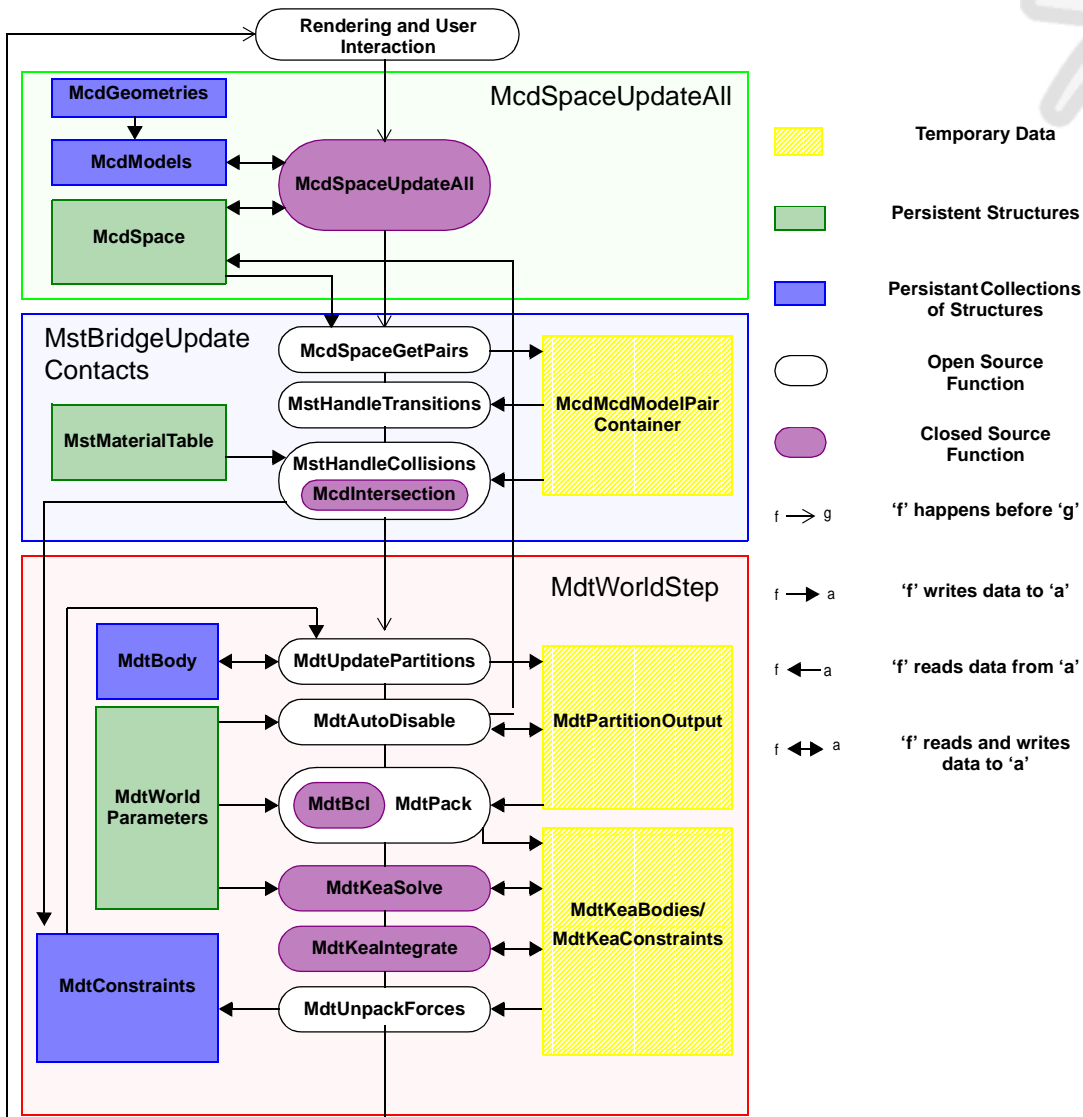 Rendering and User
Interaction
McdSpaceUpdateAll
McdGeometries
McdModels
McdSpaceUpdateAll
McdSpace
MstBridgeUpdate
Contacts
McdSpaceGetPairs
MstHandleTransitions
McdMcdModelPair
Container
MstMaterialTable
MstHandleCollisions
McdIntersection
MdtWorldStep
MdtBody
MdtUpdatePartitions
MdtAutoDisable
MdtPartitionOutput
MdtWorld
Parameters
MdtBcl
MdtPack
MdtKeaSolve
MdtKeaBodies/
MdtKeaConstraints
MdtKeaIntegrate
MdtConstraints
MdtUnpackForces
Temporary Data
Persistent Structures
Persistant Collections
of Structures
Open Source
Function
Closed Source
Function
f g ‘f’ happens before ‘g’
f a ‘f’ writes data to ‘a’
f a ‘f’ reads data from ‘a’
f a ‘f’ reads and writes
data to ‘a’